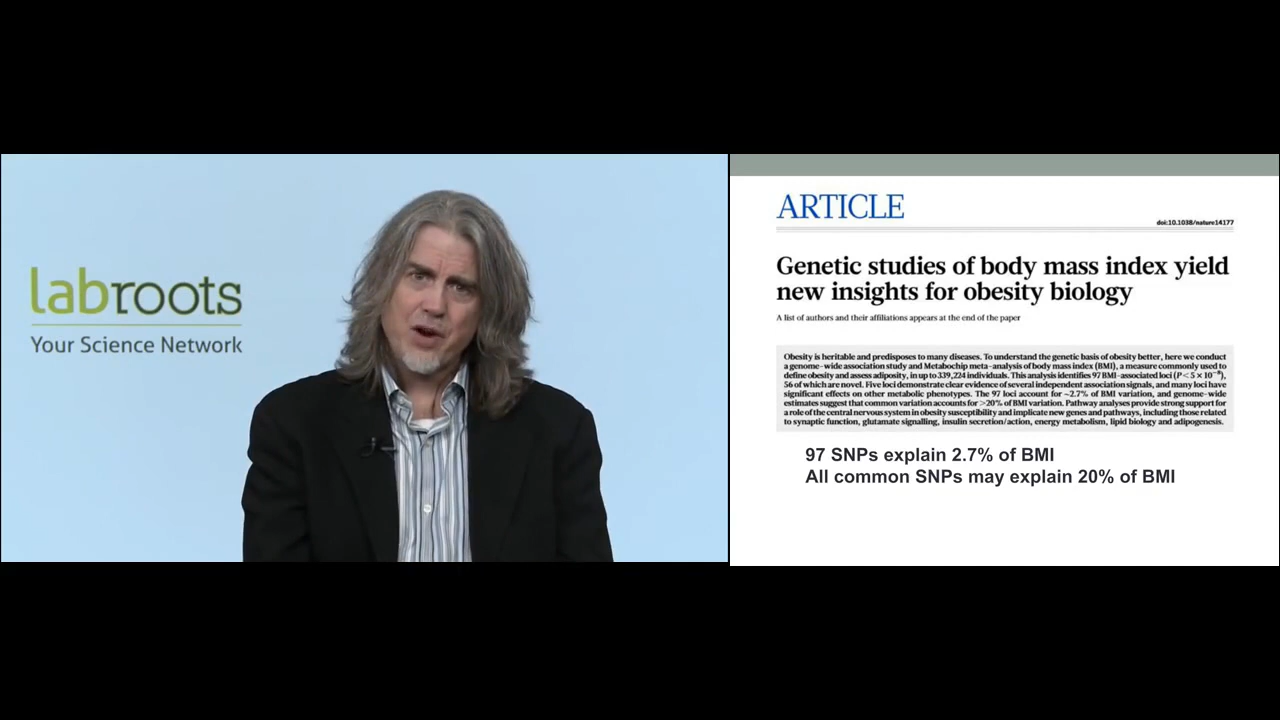 labroots
Your Science Network
ARTICLE
doi:10.1038/nature14177
Genetic studies of body mass index yield
new insights for obesity biology
A list of authors and their affiliations appears at the end of the paper
Obesity is heritable and predisposes to many diseases. To understand the genetic basis of obesity better, here we conduct
a genome-wide association study and Metabochip meta-analysis of body mass index (BMI), a measure commonly used to
define obesity and assess adiposity, in up to 339,224 individuals. This analysis identifies 97 BMI-associated loci (P < 5 × 10⁻⁸),
56 of which are novel. Five loci demonstrate clear evidence of several independent association signals, and many loci have
significant effects on other metabolic phenotypes. The 97 loci account for ~2.7% of BMI variation, and genome-wide
estimates suggest that common variation accounts for >20% of BMI variation. Pathway analyses provide strong support for
a role of the central nervous system in obesity susceptibility and implicate new genes and pathways, including those related
to synaptic function, glutamate signalling, insulin secretion/action, energy metabolism, lipid biology and adipogenesis.
97 SNPs explain 2.7% of BMI
All common SNPs may explain 20% of BMI